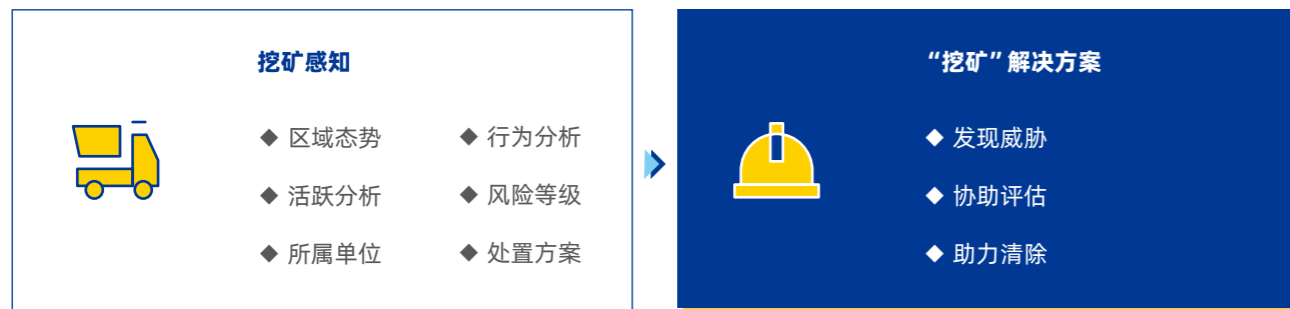 挖矿感知
◆ 区域态势
◆ 行为分析
◆ 活跃分析
◆ 风险等级
◆ 所属单位
◆ 处置方案
“挖矿”解决方案
◆ 发现威胁
◆ 协助评估
◆ 助力清除